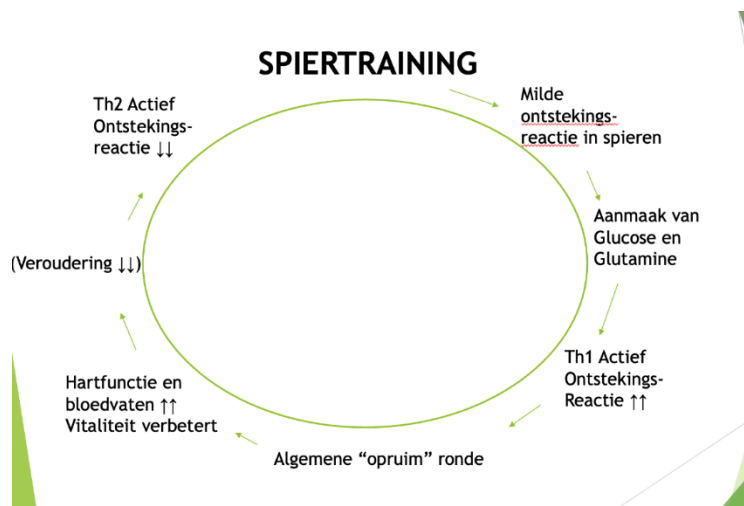 SPIERTRAINING
Milde
ontstekings-
reactie in spieren
Aanmaak van
Glucose en
Glutamine
Th1 Actief
Ontstekings-
Reactie ↑↑
Algemene “opruim” ronde
Hartfunctie en
bloedvaten ↑↑
Vitaliteit verbetert
(Veroudering ↓↓)
Th2 Actief
Ontstekings-
reactie ↓↓